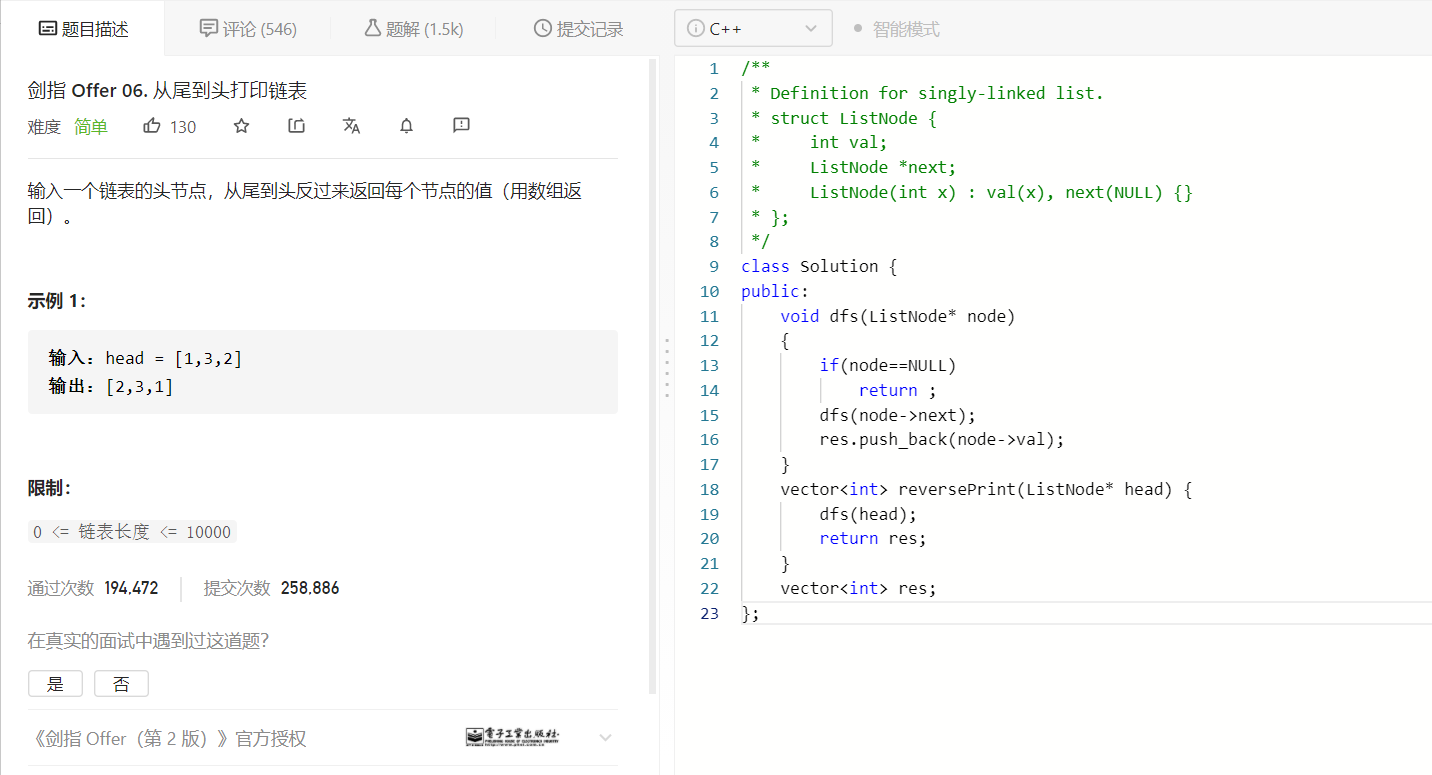 题目描述
评论 (546)
题解 (1.5k)
提交记录
剑指 Offer 06. 从尾到头打印链表
难度 简单 130
输入一个链表的头节点，从尾到头反过来返回每个节点的值（用数组返
回）。
示例 1：
输入：head = [1,3,2]
输出：[2,3,1]
限制：
0 <= 链表长度 <= 10000
通过次数 194,472 提交次数 258,886
在真实的面试中遇到过这道题？
是 否
《剑指 Offer（第 2 版）》官方授权
電子工業出版社
C++
智能模式
1 /**
2  * Definition for singly-linked list.
3  * struct ListNode {
4  *     int val;
5  *     ListNode *next;
6  *     ListNode(int x) : val(x), next(NULL) {}
7  * };
8  */
9 class Solution {
10 public:
11     void dfs(ListNode* node)
12     {
13         if(node==NULL)
14             return ;
15         dfs(node->next);
16         res.push_back(node->val);
17     }
18     vector<int> reversePrint(ListNode* head) {
19         dfs(head);
20         return res;
21     }
22     vector<int> res;
23 };